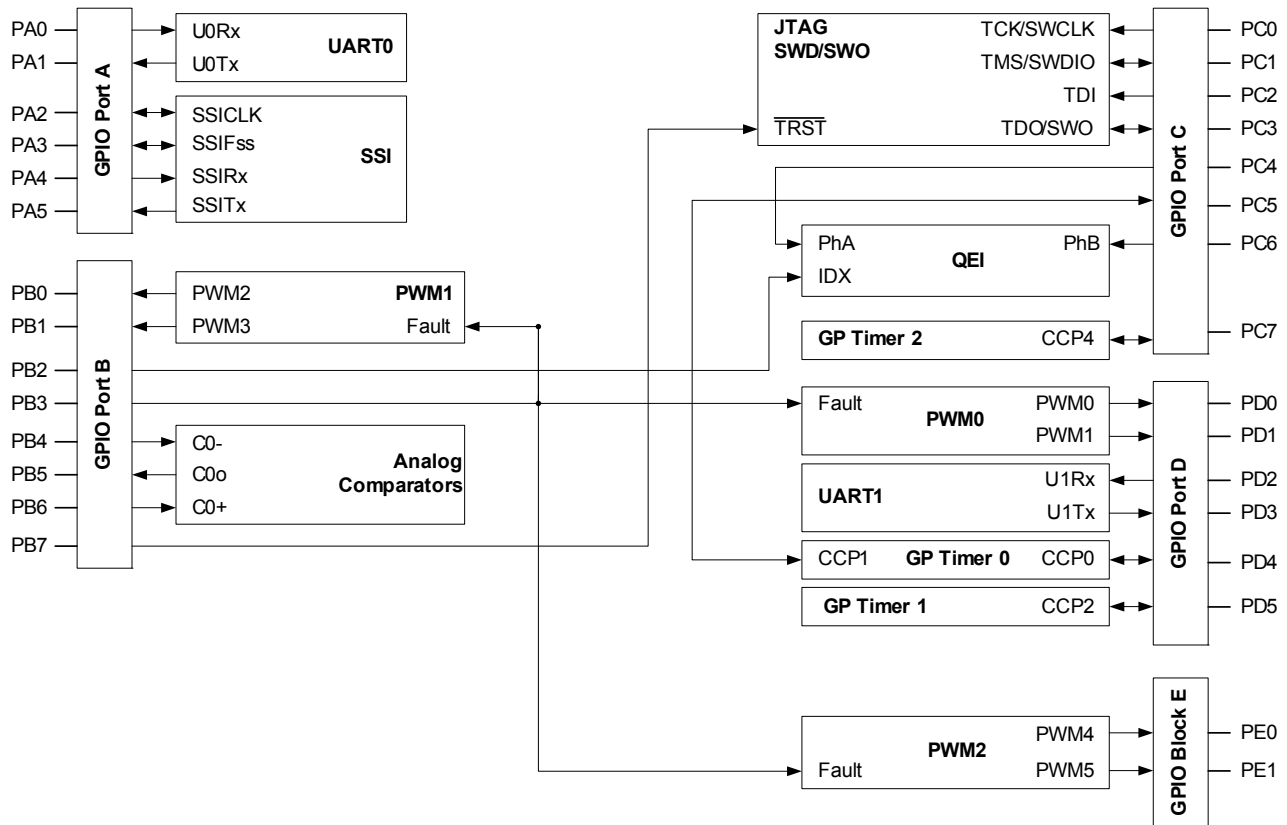 PA0
PA1
PA2
PA3
PA4
PA5
GPIO Port A
U0Rx
U0Tx
UART0
SSICLK
SSIFss
SSIRx
SSITx
SSI
PB0
PB1
PB2
PB3
PB4
PB5
PB6
PB7
GPIO Port B
PWM2
PWM3
PWM1
Fault
C0-
C0o
C0+
Analog
Comparators
JTAG
SWD/SWO
TCK/SWCLK
TMS/SWDIO
TDI
TRST
TDO/SWO
PhA
IDX
QEI
PhB
GP Timer 2
CCP4
GPIO Port C
PC0
PC1
PC2
PC3
PC4
PC5
PC6
PC7
Fault
PWM0
PWM0
PWM1
UART1
U1Rx
U1Tx
CCP1
GP Timer 0
CCP0
GP Timer 1
CCP2
GPIO Port D
PD0
PD1
PD2
PD3
PD4
PD5
Fault
PWM2
PWM4
PWM5
GPIO Block E
PE0
PE1